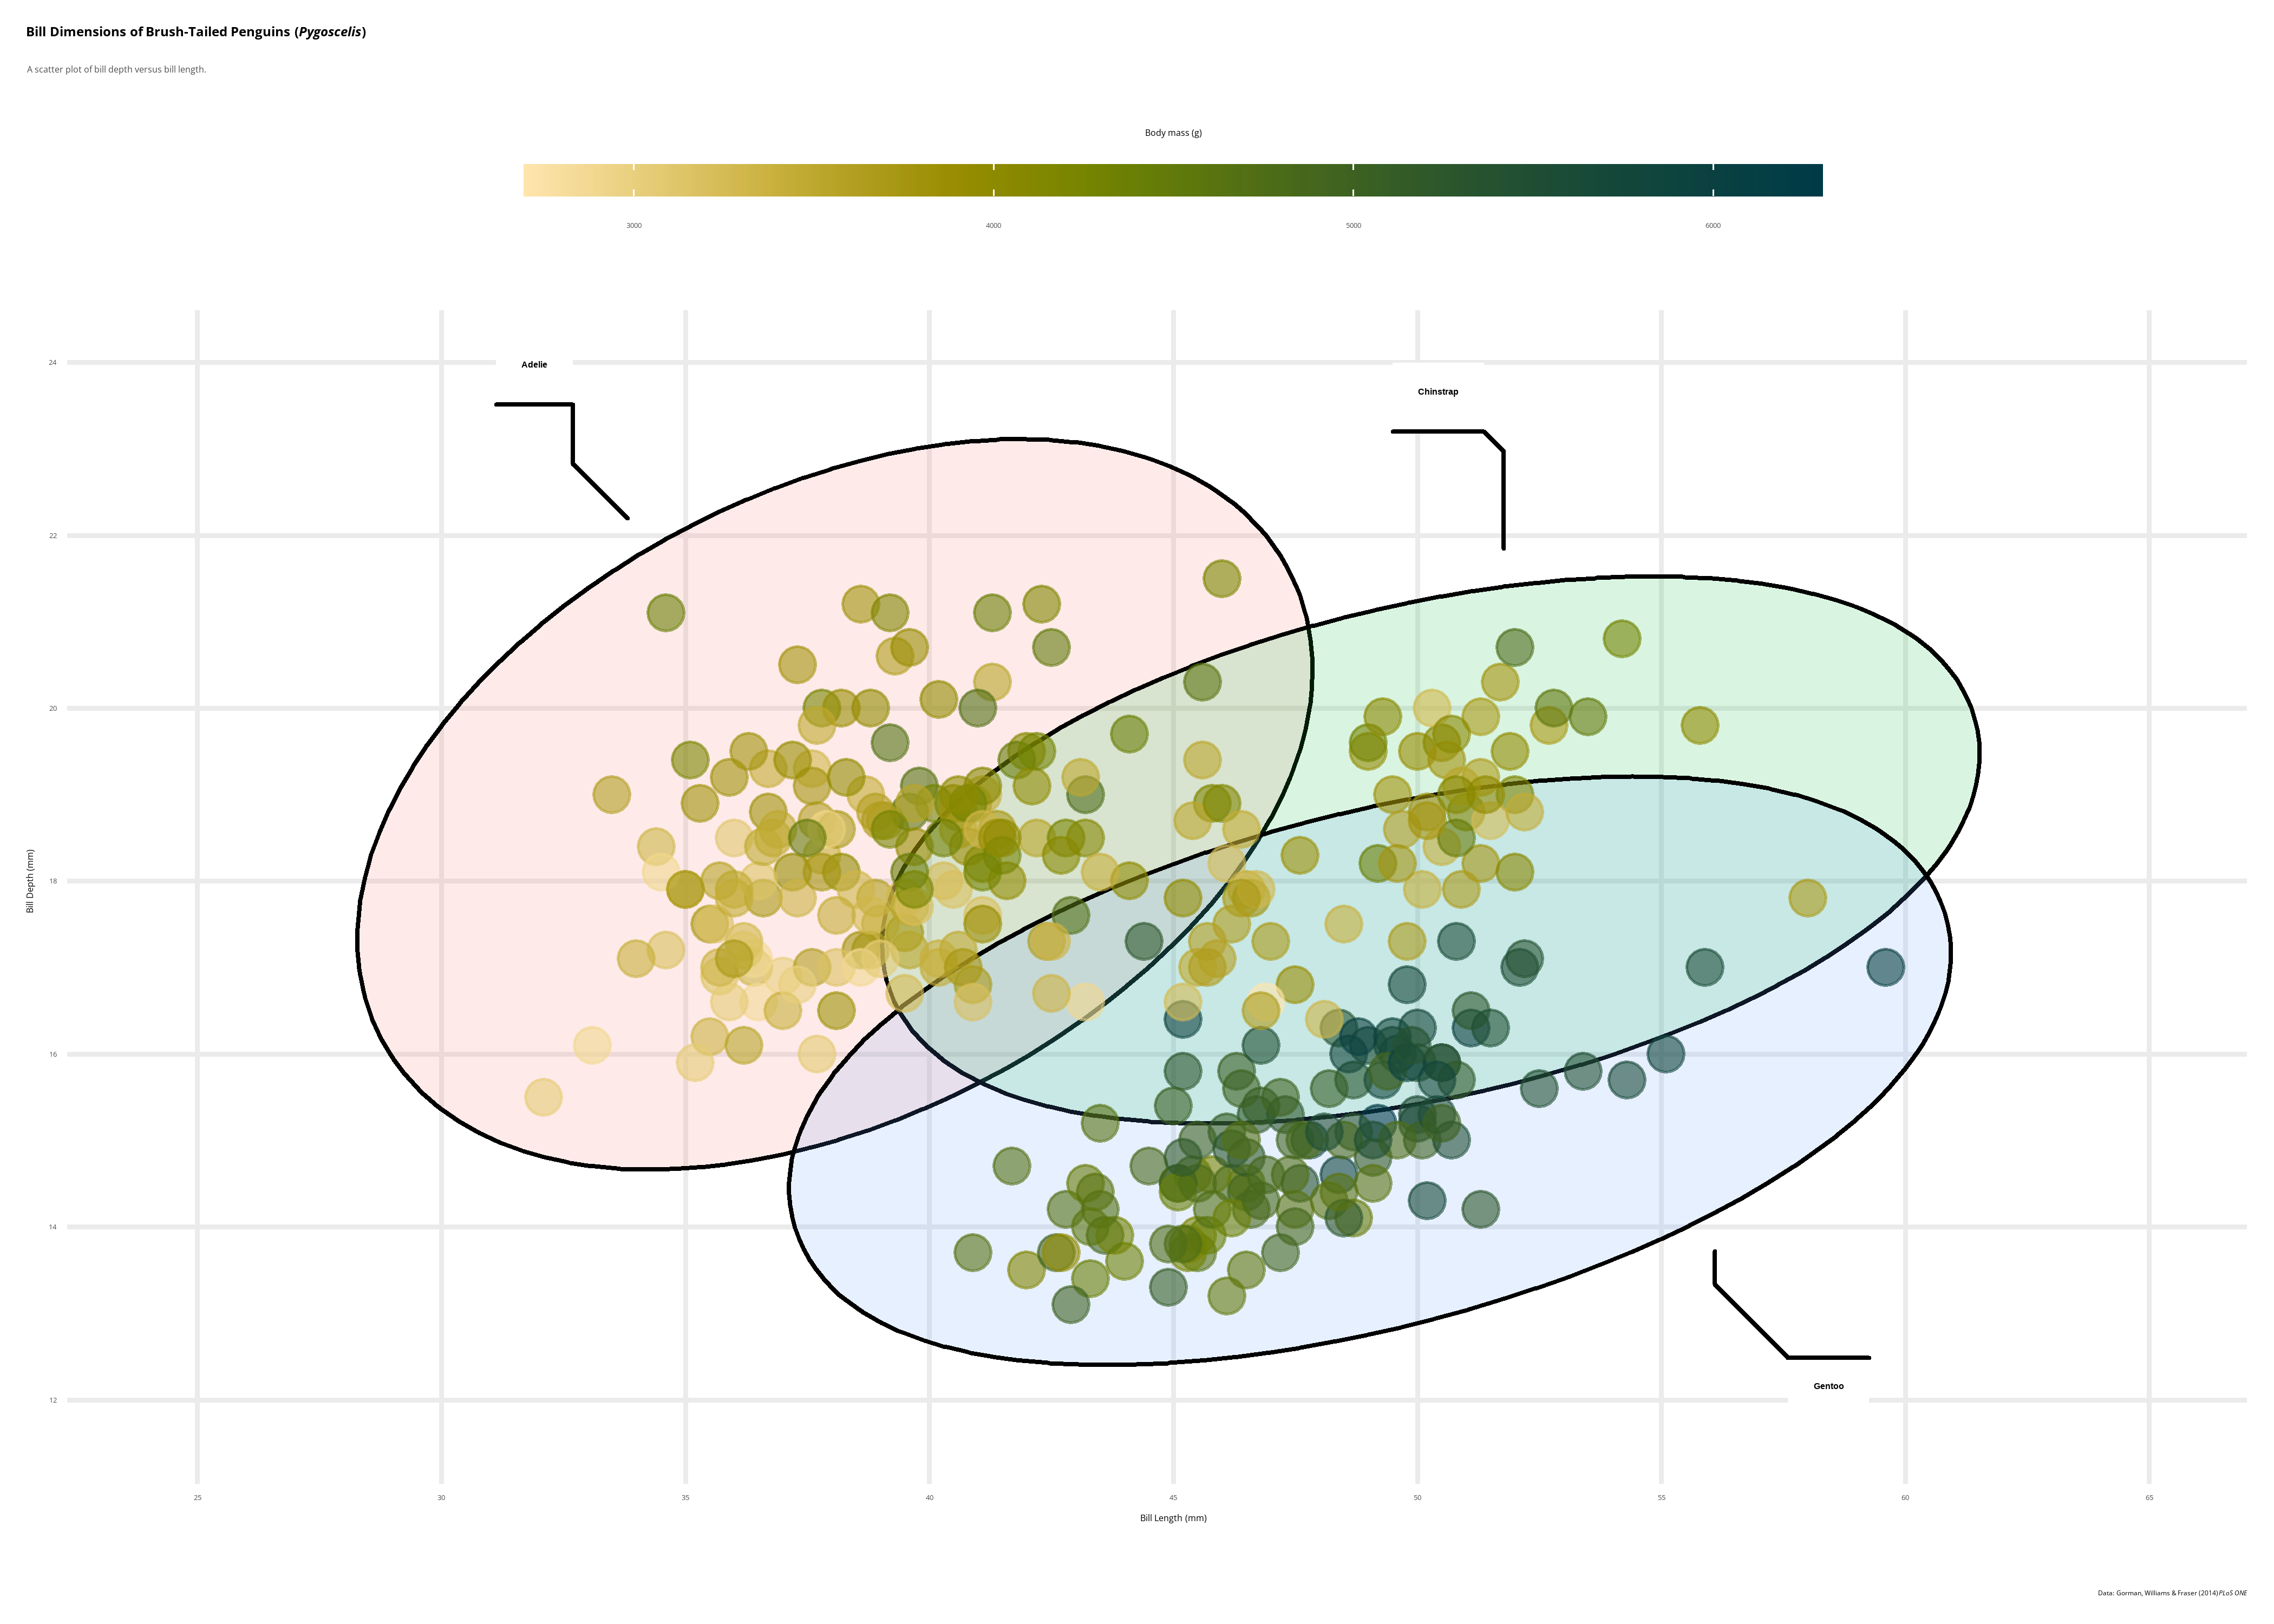 Bill Dimensions of Brush-Tailed Penguins (Pygoscelis)
A scatter plot of bill depth versus bill length.
Body mass (g)
3000 4000 5000 6000
24
Adelie
Chinstrap
22
20
18
Bill Depth (mm)
16
14
Gentoo
12
25 30 35 40 45 50 55 60 65
Bill Length (mm)
Data: Gorman, Williams & Fraser (2014) PLoS ONE